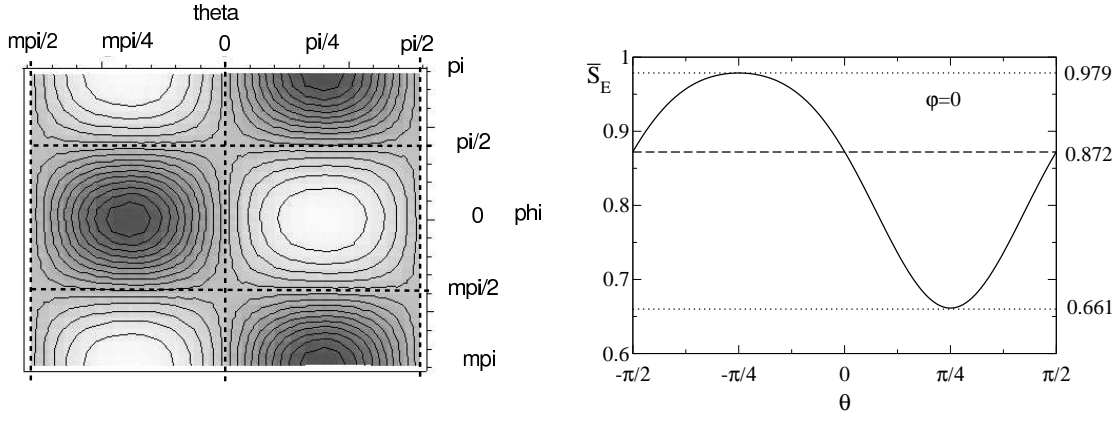 theta
mpi/2 mpi/4 0 pi/4 pi/2
pi
pi/2
0 phi
mpi/2
mpi
S̅_E
1
0.9
0.8
0.7
0.6
φ=0
0.979
0.872
0.661
-π/2 -π/4 0 π/4 π/2
θ